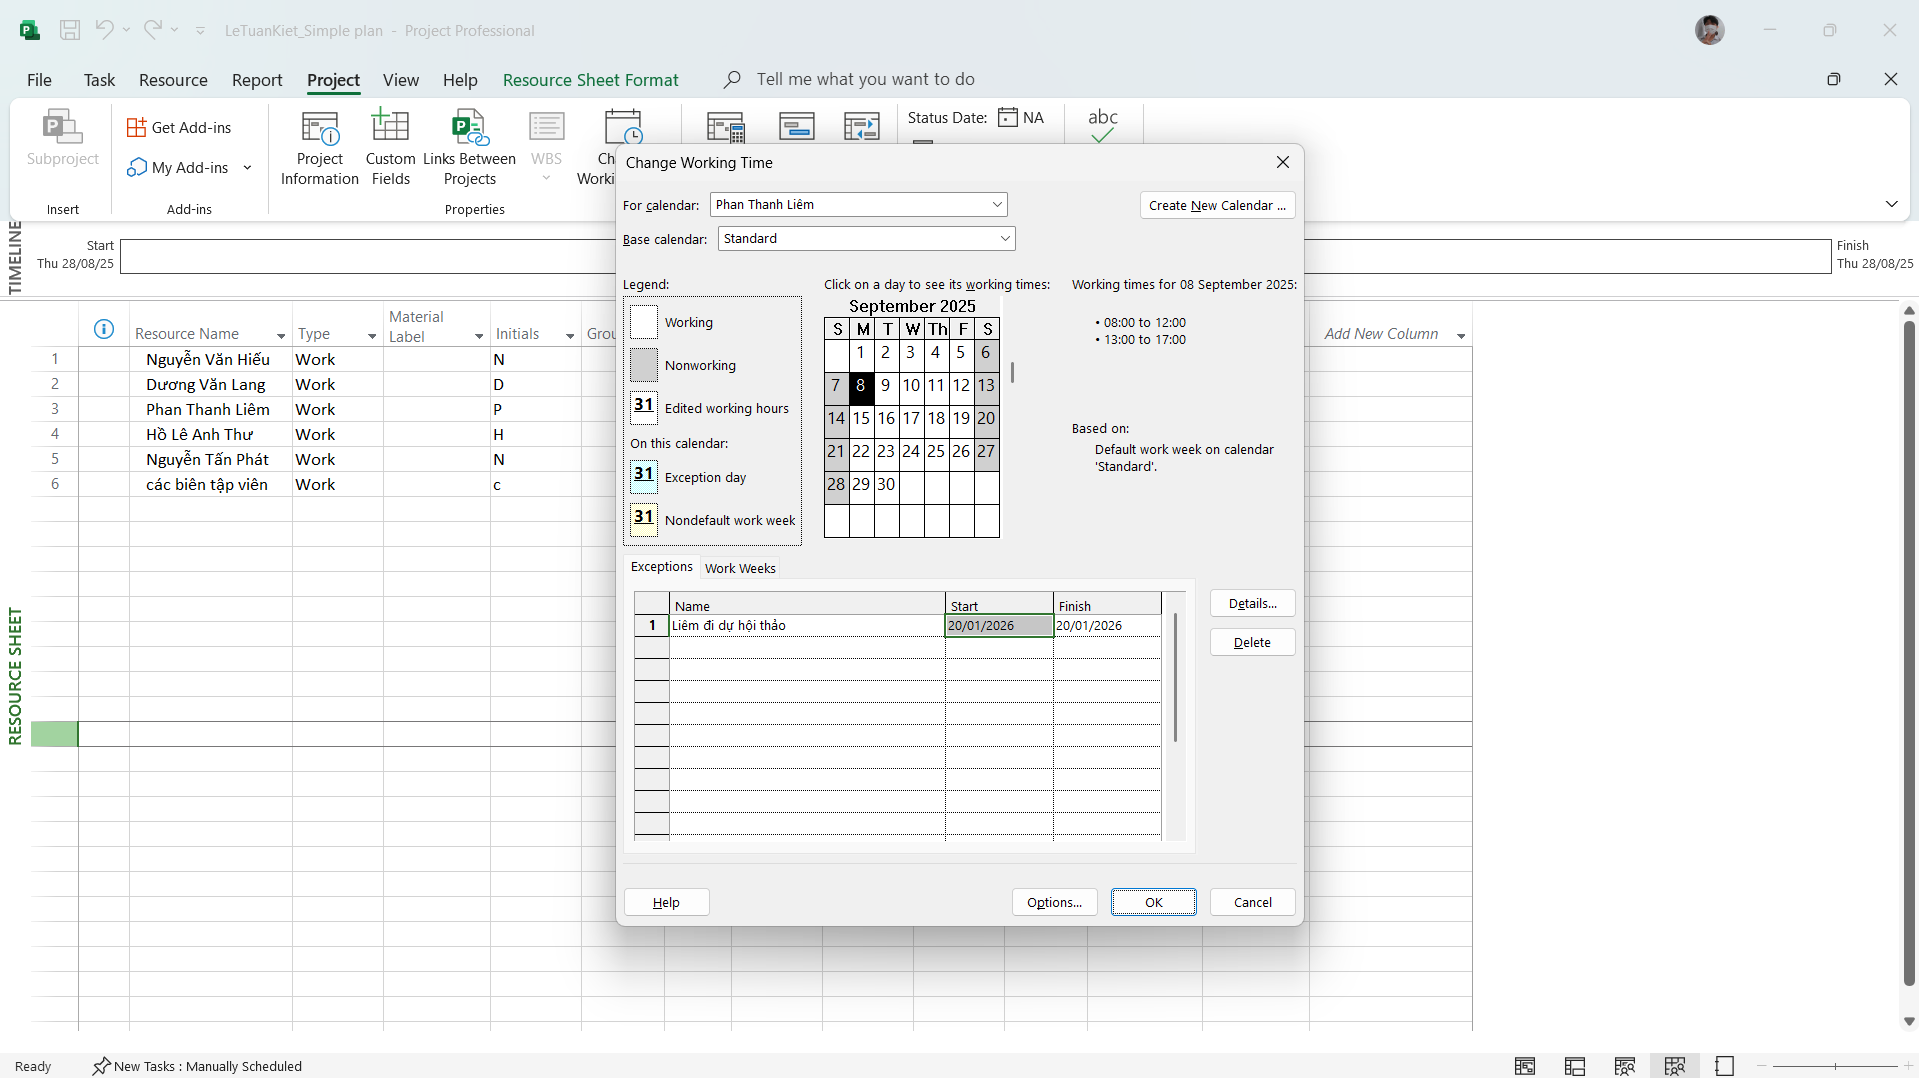 LeTuanKiet_Simple plan - Project Professional
File Task Resource Report Project View Help Resource Sheet Format Tell me what you want to do
Subproject
Insert
Get Add-ins
My Add-ins
Add-ins
Project
Information
Custom
Fields
Links Between
Projects
WBS
Ch
Worki
Properties
Status Date: NA
abc
TIMELINE
Start
Thu 28/08/25
Finish
Thu 28/08/25
RESOURCE SHEET
Resource Name Type Material Label Initials Grou Add New Column
1 Nguyễn Văn Hiếu Work N
2 Dương Văn Lang Work D
3 Phan Thanh Liêm Work P
4 Hồ Lê Anh Thư Work H
5 Nguyễn Tấn Phát Work N
6 các biên tập viên Work c
Change Working Time
For calendar: Phan Thanh Liêm
Create New Calendar ...
Base calendar: Standard
Legend:
Working
Nonworking
31 Edited working hours
On this calendar:
31 Exception day
31 Nondefault work week
Click on a day to see its working times:
September 2025
S M T W Th F S
1 2 3 4 5 6
7 8 9 10 11 12 13
14 15 16 17 18 19 20
21 22 23 24 25 26 27
28 29 30
Working times for 08 September 2025:
• 08:00 to 12:00
• 13:00 to 17:00
Based on:
Default work week on calendar
'Standard'.
Exceptions Work Weeks
Name Start Finish
1 Liêm đi dự hội thảo 20/01/2026 20/01/2026
Details...
Delete
Help Options... OK Cancel
Ready New Tasks : Manually Scheduled